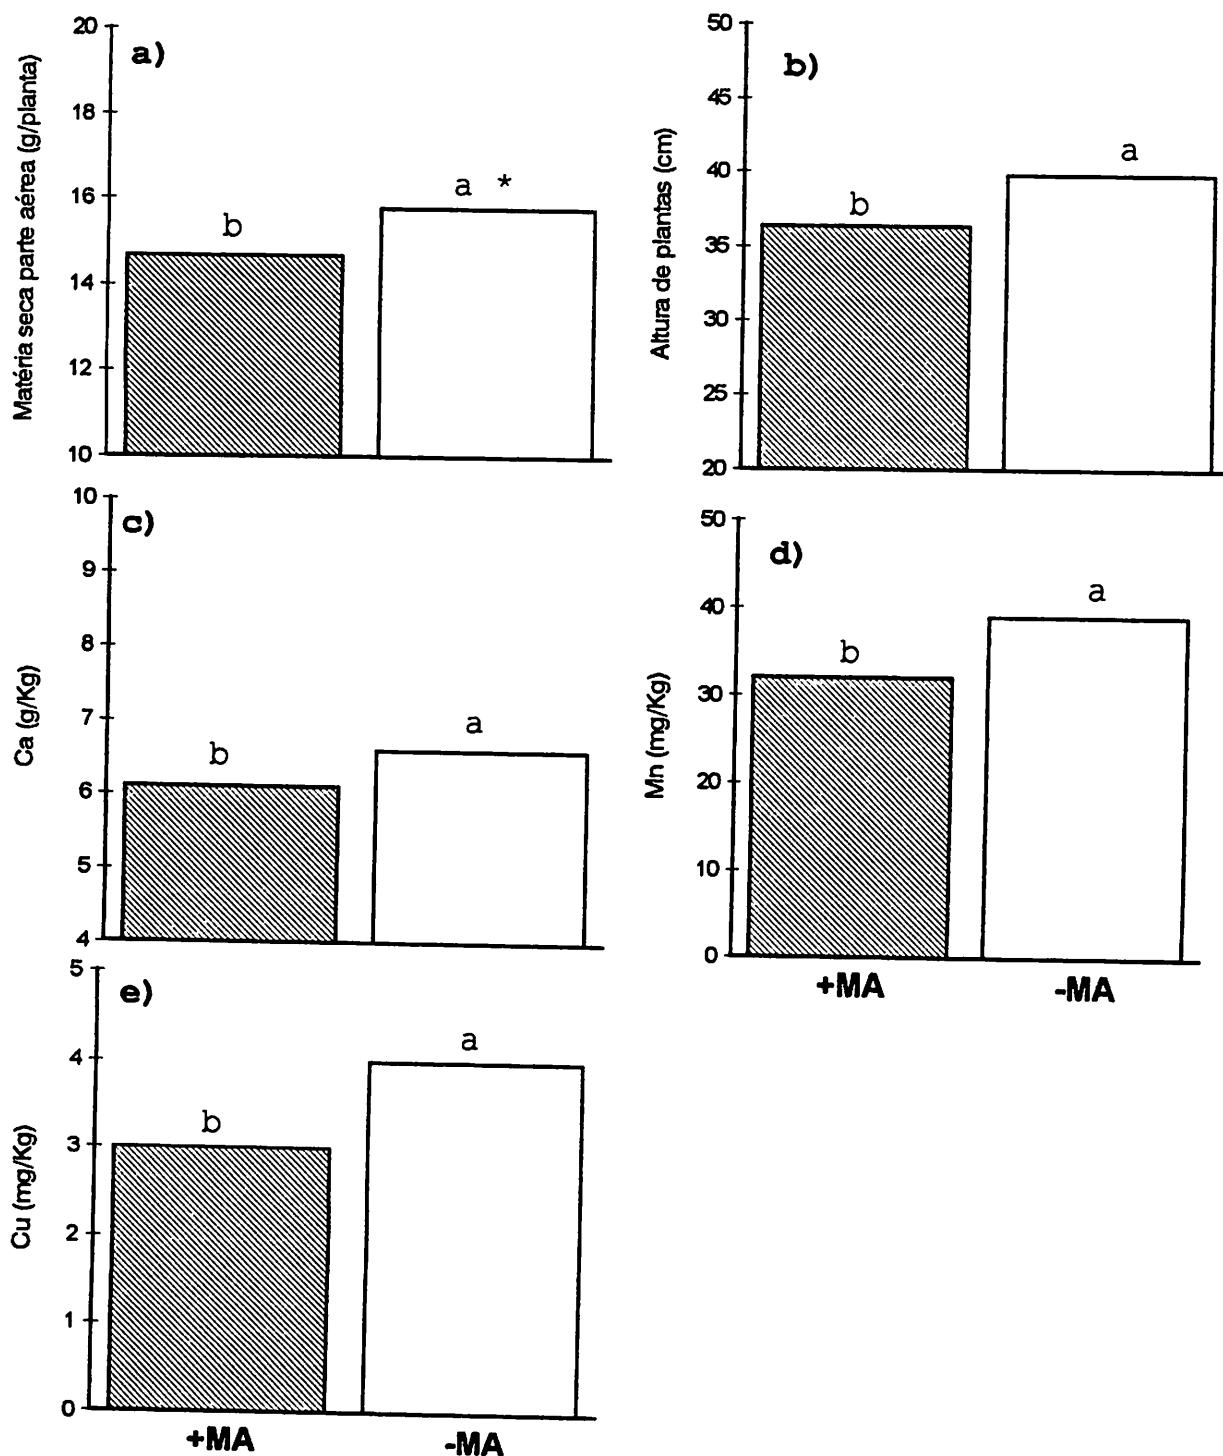 a)
Matéria seca parte aérea (g/planta)
20
18
16
14
12
10
b
a *
b)
Altura de plantas (cm)
50
45
40
35
30
25
20
b
a
c)
Ca (g/Kg)
10
9
8
7
6
5
4
b
a
d)
Mn (mg/Kg)
50
40
30
20
10
0
b
a
+MA
-MA
e)
Cu (mg/Kg)
5
4
3
2
1
0
b
a
+MA
-MA